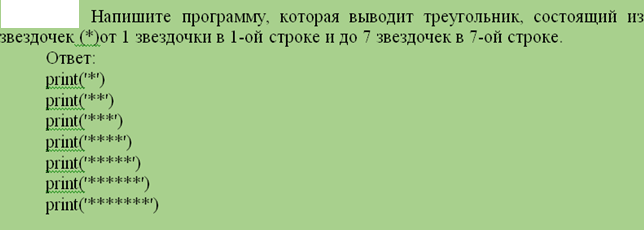 Напишите программу, которая выводит треугольник, состоящий из
звездочек (*)от 1 звездочки в 1-ой строке и до 7 звездочек в 7-ой строке.
Ответ:
print('*')
print('**')
print('***')
print('****')
print('*****')
print('******')
print('*******')